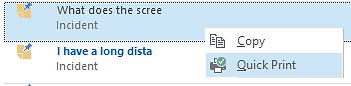 What does the scree
Incident
Copy
I have a long dista
Quick Print
Incident